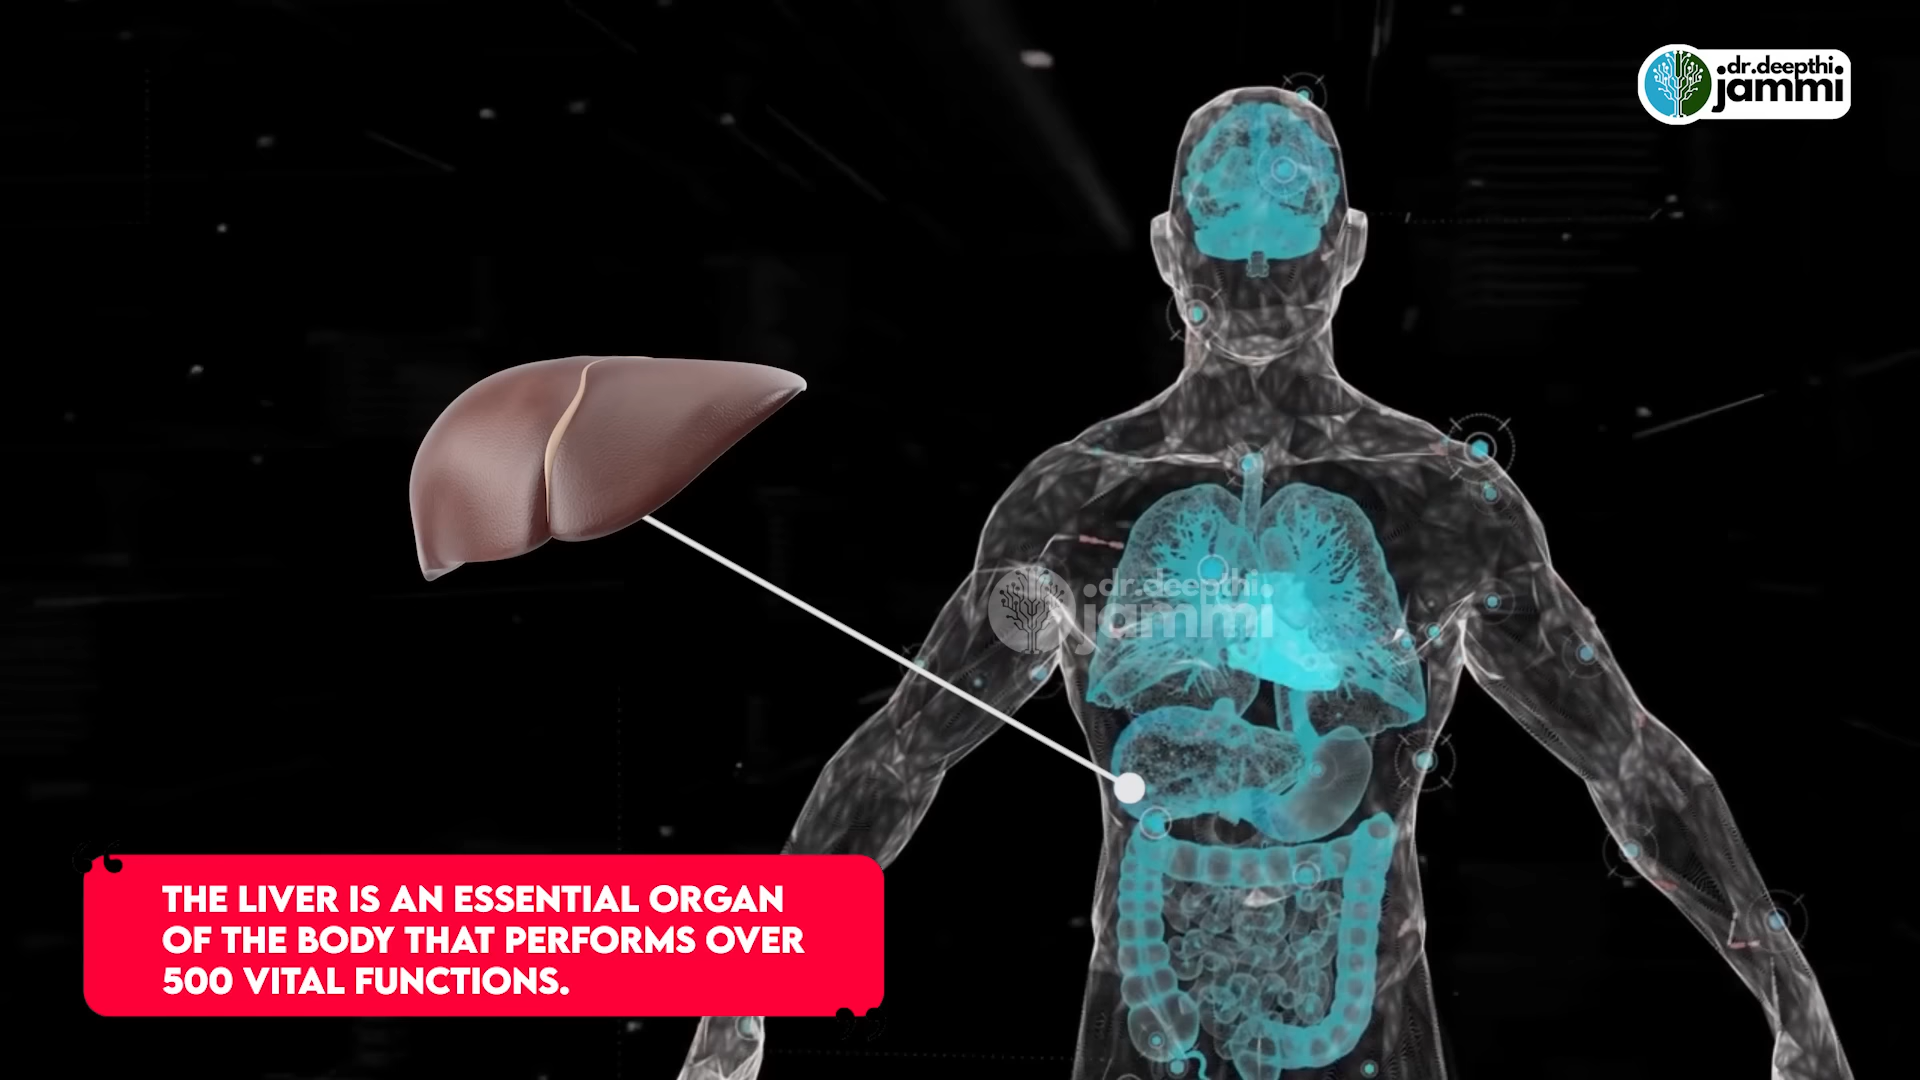 dr.deepthi
jammi
dr.deepthi
jammi
THE LIVER IS AN ESSENTIAL ORGAN
OF THE BODY THAT PERFORMS OVER
500 VITAL FUNCTIONS.